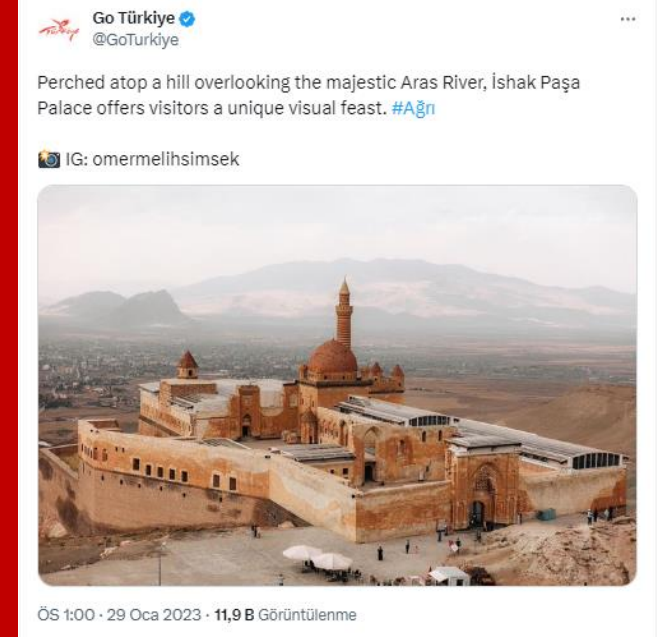 Go Türkiye
@GoTurkiye
Perched atop a hill overlooking the majestic Aras River, İshak Paşa
Palace offers visitors a unique visual feast. #Ağrı
IG: omermelihsimsek
ÖS 1:00 · 29 Oca 2023 · 11,9 B Görüntülenme